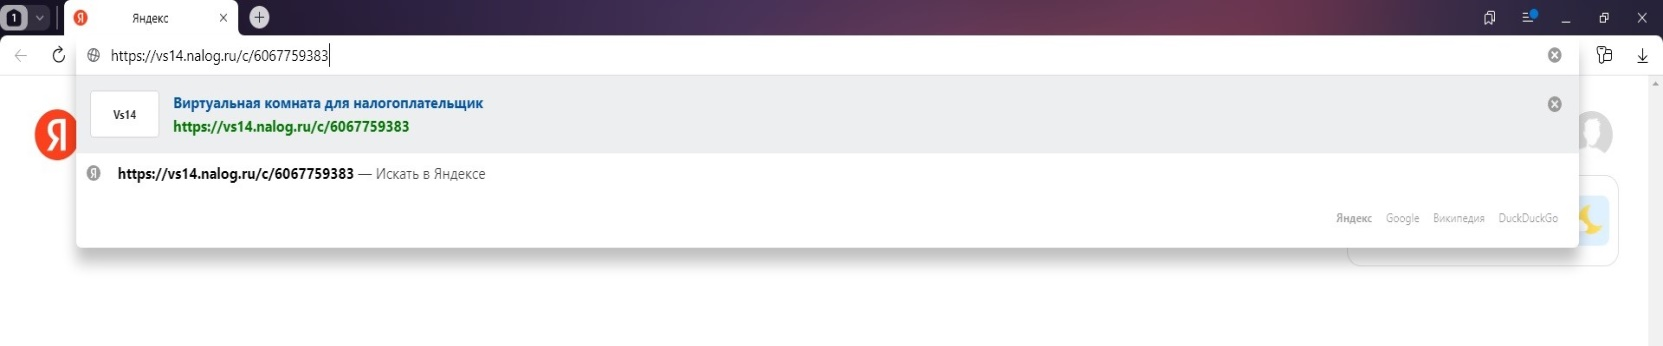 1
Я Яндекс
https://vs14.nalog.ru/c/6067759383
Vs14
Виртуальная комната для налогоплательщик
https://vs14.nalog.ru/c/6067759383
Я
Я https://vs14.nalog.ru/c/6067759383 — Искать в Яндексе
Яндекс Google Википедия DuckDuckGo